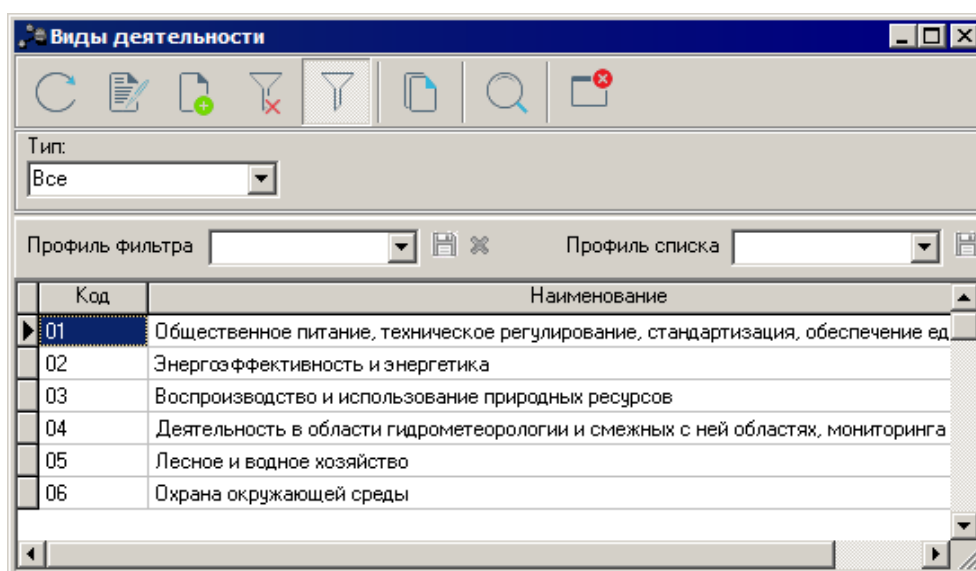 Виды деятельности
Тип:
Все
Профиль фильтра Профиль списка
Код Наименование
01 Общественное питание, техническое регулирование, стандартизация, обеспечение ед
02 Энергоэффективность и энергетика
03 Воспроизводство и использование природных ресурсов
04 Деятельность в области гидрометеорологии и смежных с ней областях, мониторинга
05 Лесное и водное хозяйство
06 Охрана окружающей среды